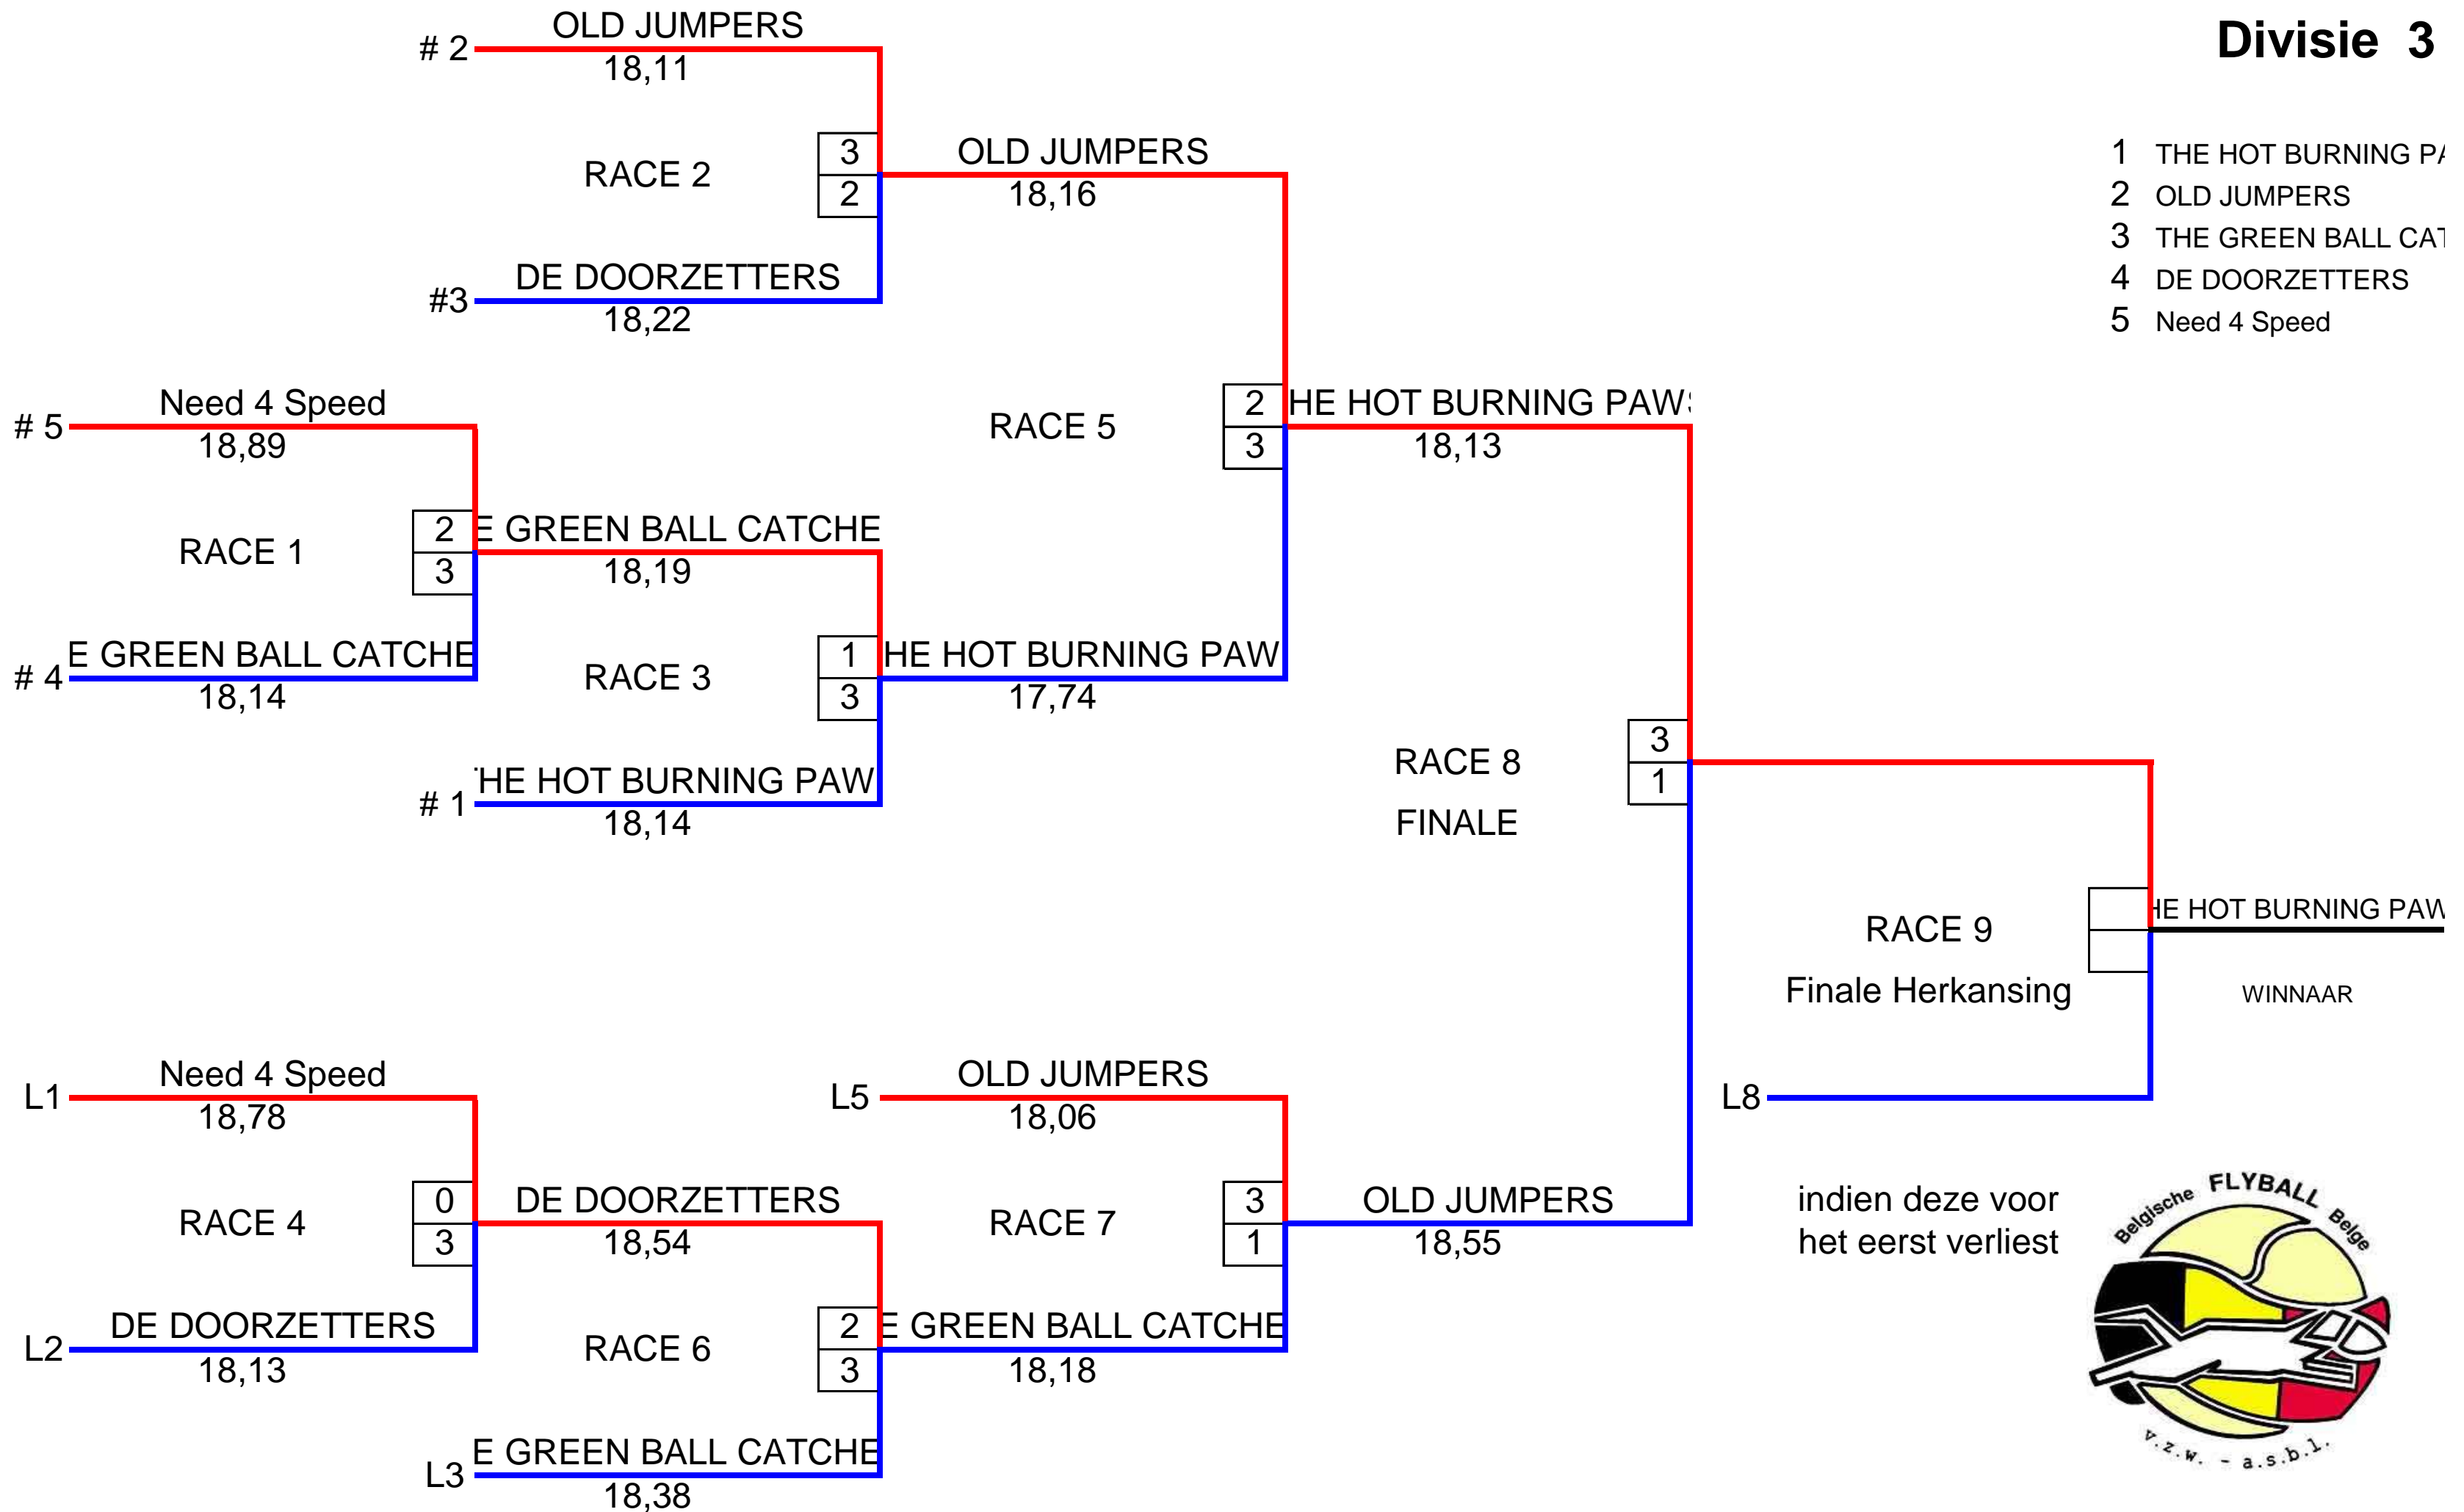 Divisie 3
1 THE HOT BURNING PA
2 OLD JUMPERS
3 THE GREEN BALL CAT
4 DE DOORZETTERS
5 Need 4 Speed
# 2
OLD JUMPERS
18,11
RACE 2
3
2
#3
DE DOORZETTERS
18,22
OLD JUMPERS
18,16
# 5
Need 4 Speed
18,89
RACE 1
2
3
# 4
E GREEN BALL CATCHE
18,14
E GREEN BALL CATCHE
18,19
RACE 3
1
3
# 1
HE HOT BURNING PAW
18,14
HE HOT BURNING PAW
17,74
RACE 5
2
3
HE HOT BURNING PAWS
18,13
RACE 8
FINALE
3
1
RACE 9
Finale Herkansing
HE HOT BURNING PAW
WINNAAR
L8
indien deze voor
het eerst verliest
L1
Need 4 Speed
18,78
RACE 4
0
3
L2
DE DOORZETTERS
18,13
DE DOORZETTERS
18,54
RACE 6
2
3
L3
E GREEN BALL CATCHE
18,38
L5
OLD JUMPERS
18,06
RACE 7
3
1
E GREEN BALL CATCHE
18,18
OLD JUMPERS
18,55
Belgische FLYBALL Belge
v.z.w. - a.s.b.l.